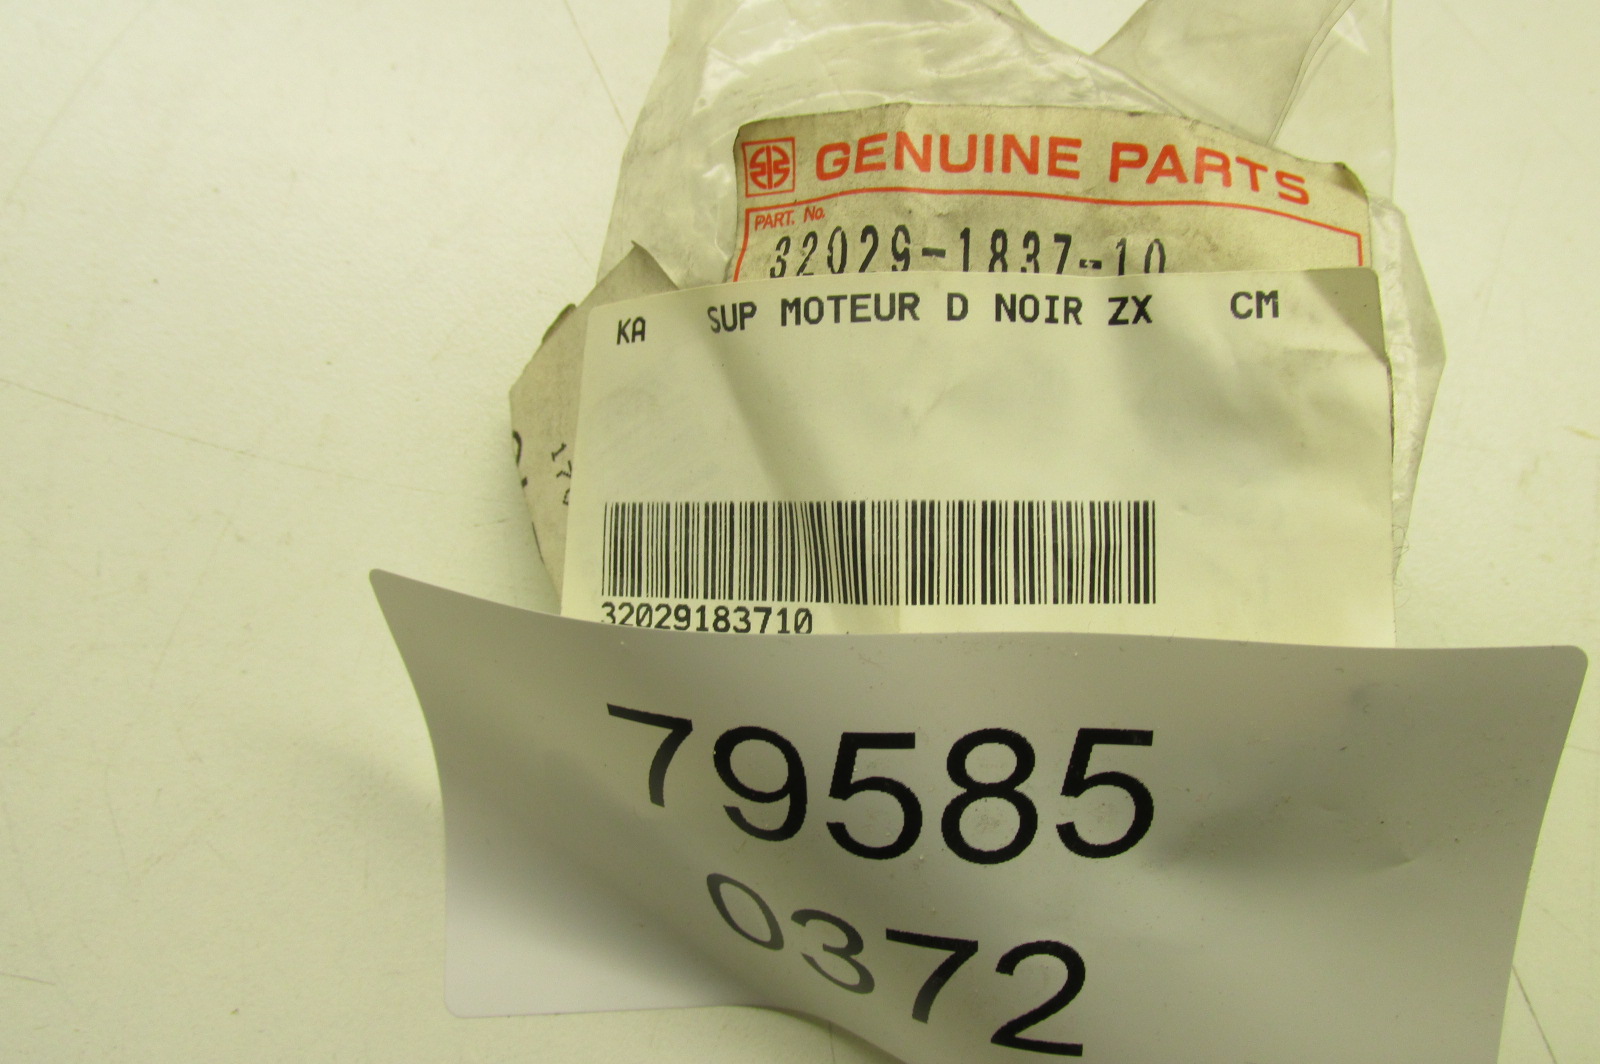 GENUINE PARTS
PART. No.
32029-1837-10
KA SUP MOTEUR D NOIR ZX CM
32029183710
79585
0372